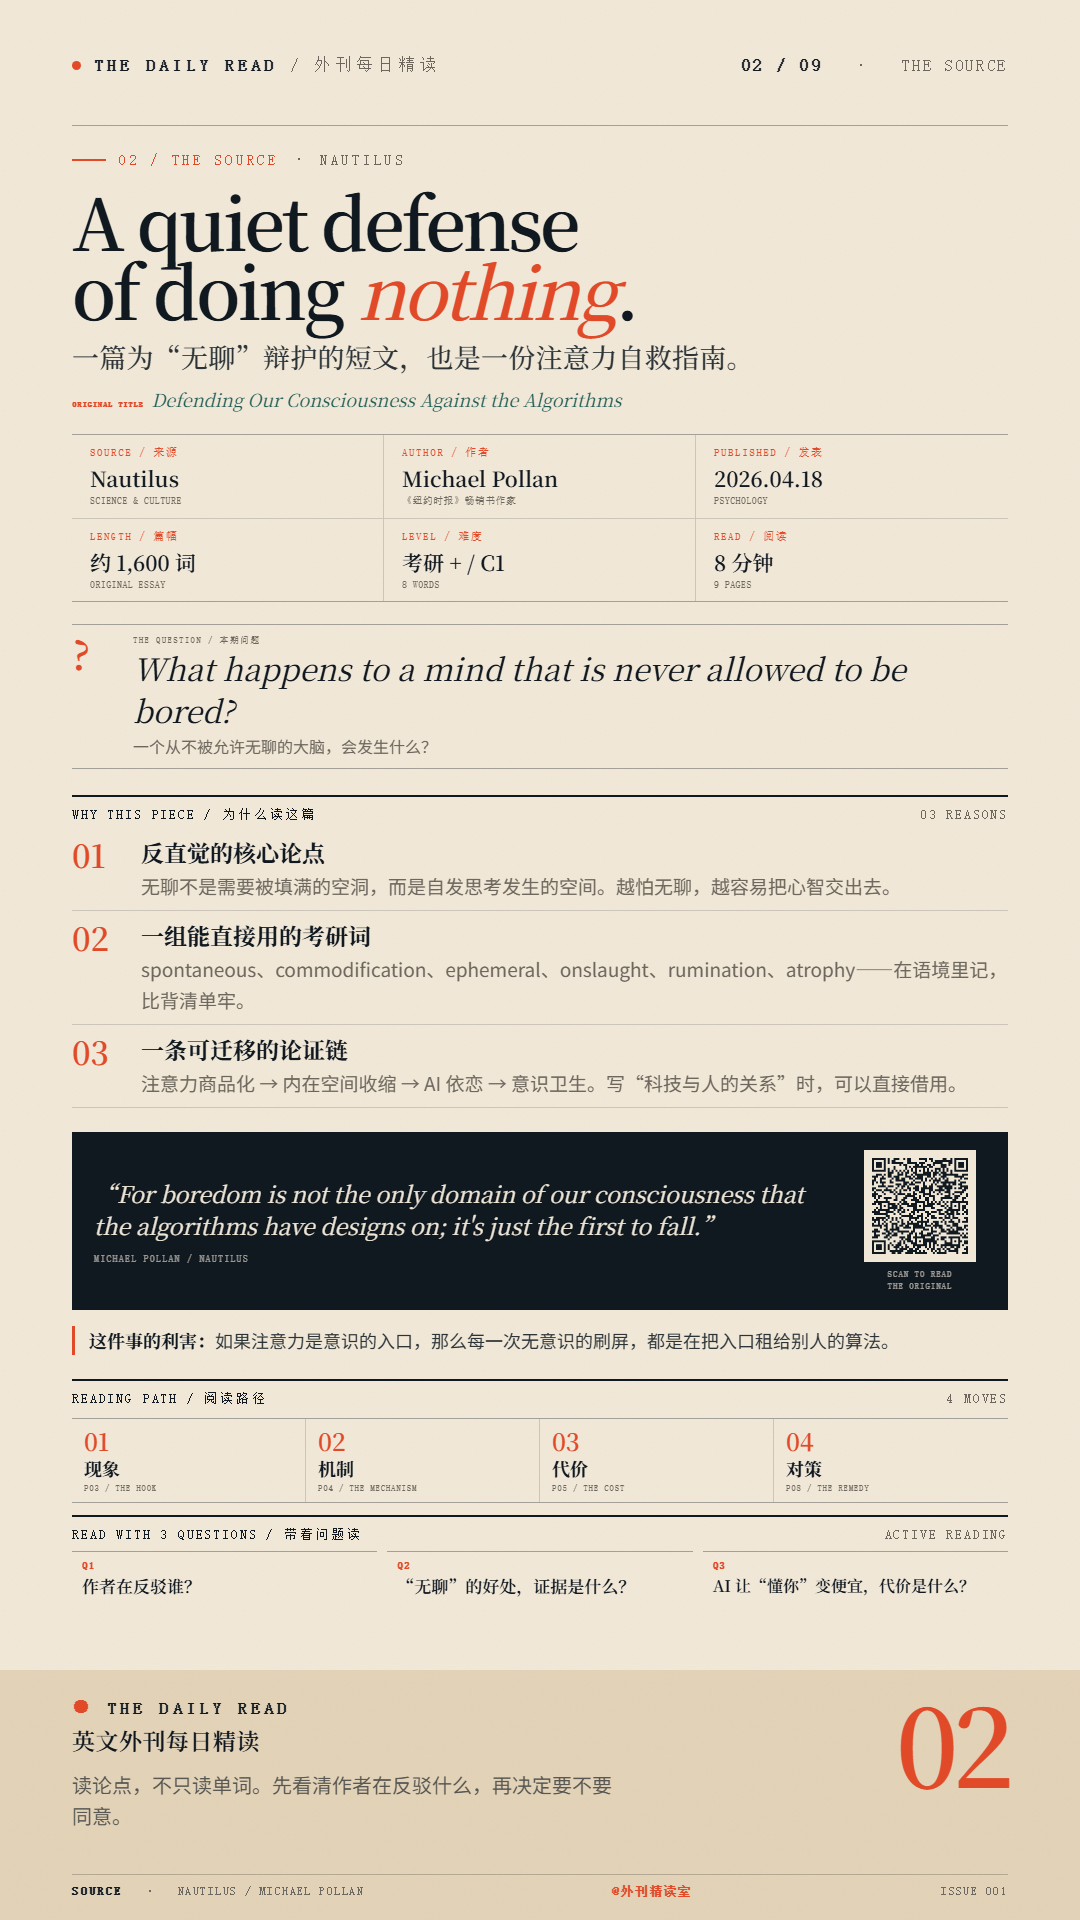 THE DAILY READ / 外刊每日精读
02 / 09 · THE SOURCE
02 / THE SOURCE · NAUTILUS
A quiet defense
of doing nothing.
一篇为“无聊”辩护的短文，也是一份注意力自救指南。
ORIGINAL TITLE Defending Our Consciousness Against the Algorithms
SOURCE / 来源
Nautilus
SCIENCE & CULTURE
AUTHOR / 作者
Michael Pollan
《纽约时报》畅销书作家
PUBLISHED / 发表
2026.04.18
PSYCHOLOGY
LENGTH / 篇幅
约 1,600 词
ORIGINAL ESSAY
LEVEL / 难度
考研 + / C1
8 WORDS
READ / 阅读
8 分钟
9 PAGES
?
THE QUESTION / 本期问题
What happens to a mind that is never allowed to be
bored?
一个从不被允许无聊的大脑，会发生什么？
WHY THIS PIECE / 为什么读这篇
03 REASONS
01 反直觉的核心论点
无聊不是需要被填满的空洞，而是自发思考发生的空间。越怕无聊，越容易把心智交出去。
02 一组能直接用的考研词
spontaneous、commodification、ephemeral、onslaught、rumination、atrophy——在语境里记，
比背清单牢。
03 一条可迁移的论证链
注意力商品化 → 内在空间收缩 → AI 依恋 → 意识卫生。写“科技与人的关系”时，可以直接借用。
“For boredom is not the only domain of our consciousness that
the algorithms have designs on; it's just the first to fall.”
MICHAEL POLLAN / NAUTILUS
SCAN TO READ
THE ORIGINAL
这件事的利害：如果注意力是意识的入口，那么每一次无意识的刷屏，都是在把入口租给别人的算法。
READING PATH / 阅读路径
4 MOVES
01
现象
P03 / THE HOOK
02
机制
P04 / THE MECHANISM
03
代价
P05 / THE COST
04
对策
P08 / THE REMEDY
READ WITH 3 QUESTIONS / 带着问题读
ACTIVE READING
Q1
作者在反驳谁？
Q2
“无聊”的好处，证据是什么？
Q3
AI 让“懂你”变便宜，代价是什么？
THE DAILY READ
英文外刊每日精读
读论点，不只读单词。先看清作者在反驳什么，再决定要不要
同意。
02
SOURCE · NAUTILUS / MICHAEL POLLAN
@外刊精读室
ISSUE 001